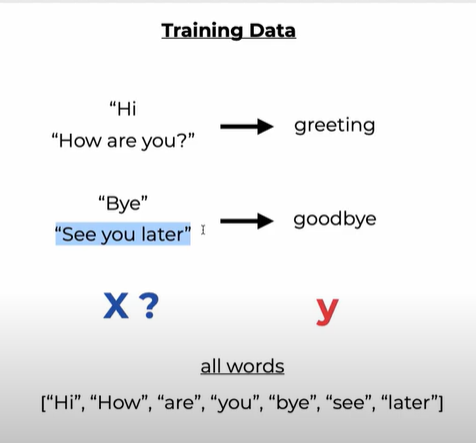 Training Data
“Hi
“How are you?”
greeting
“Bye”
“See you later”
goodbye
X ?
y
all words
[“Hi”, “How”, “are”, “you”, “bye”, “see”, “later”]